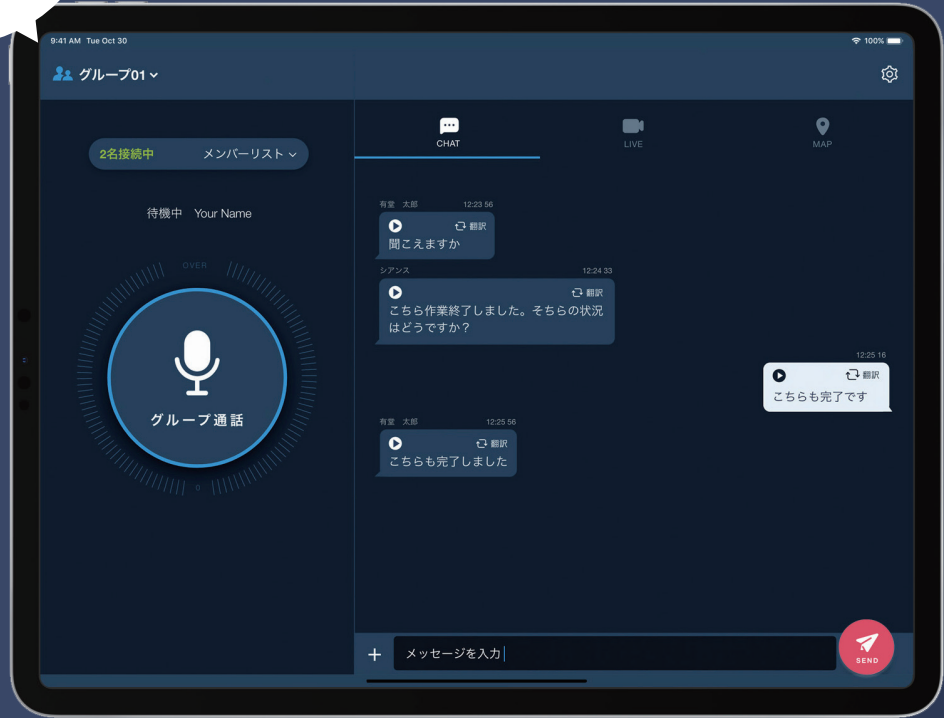 9:41 AM Tue Oct 30
100%
グループ01
2名接続中 メンバーリスト
待機中 Your Name
OVER
グループ通話
0
CHAT
LIVE
MAP
有堂 太郎 12:23 56
翻訳
聞こえますか
シアンス 12:24 33
翻訳
こちら作業終了しました。そちらの状況
はどうですか？
12:25 16
翻訳
こちらも完了です
有堂 太郎 12:25 56
翻訳
こちらも完了しました
メッセージを入力
SEND